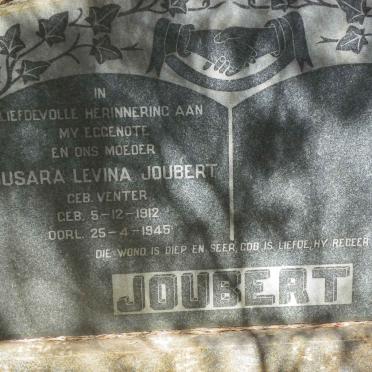 IN
LIEFDEVOLLE HERINNERING AAN
MY EGGENOTE
EN ONS MOEDER
USARA LEVINA JOUBERT
GEB. VENTER
GEB. 5-12-1912
OORL. 25-4-1945
DIE WOND IS DIEP EN SEER, GOD IS LIEFDE, HY REGEER
JOUBERT